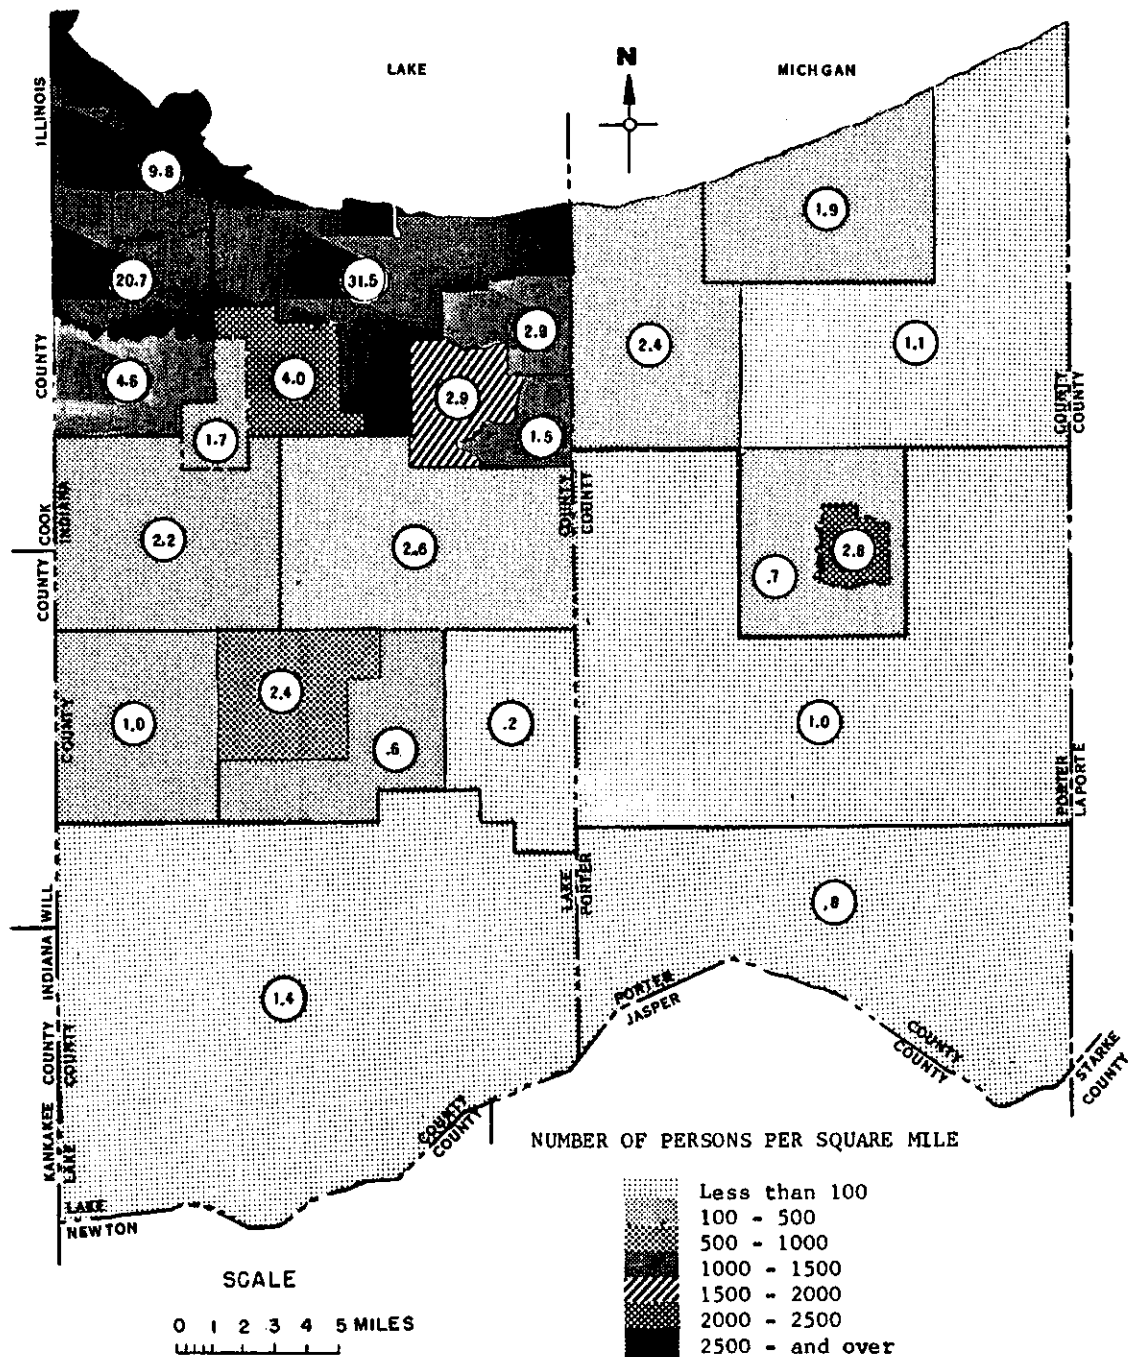 LAKE
N
MICHGAN
ILLINOIS
9.8
1.9
20.7
31.5
2.9
2.4
1.1
COUNTY
4.6
4.0
2.9
COUNTY
COUNTY
1.7
1.5
COOK
INDIANA
COUNTY
COUNTY
2.2
2.6
2.8
.7
COUNTY
COUNTY
1.0
2.4
.6
.2
1.0
PORTER
LAPORTE
LAKE
PORTER
.8
WILL
INDIANA
1.4
PORTER
JASPER
COUNTY
COUNTY
STARKE
COUNTY
KANKAKEE COUNTY
LAKE COUNTY
COUNTY
COUNTY
LAKE
NEWTON
NUMBER OF PERSONS PER SQUARE MILE
Less than 100
100 - 500
500 - 1000
1000 - 1500
1500 - 2000
2000 - 2500
2500 - and over
SCALE
0 1 2 3 4 5 MILES